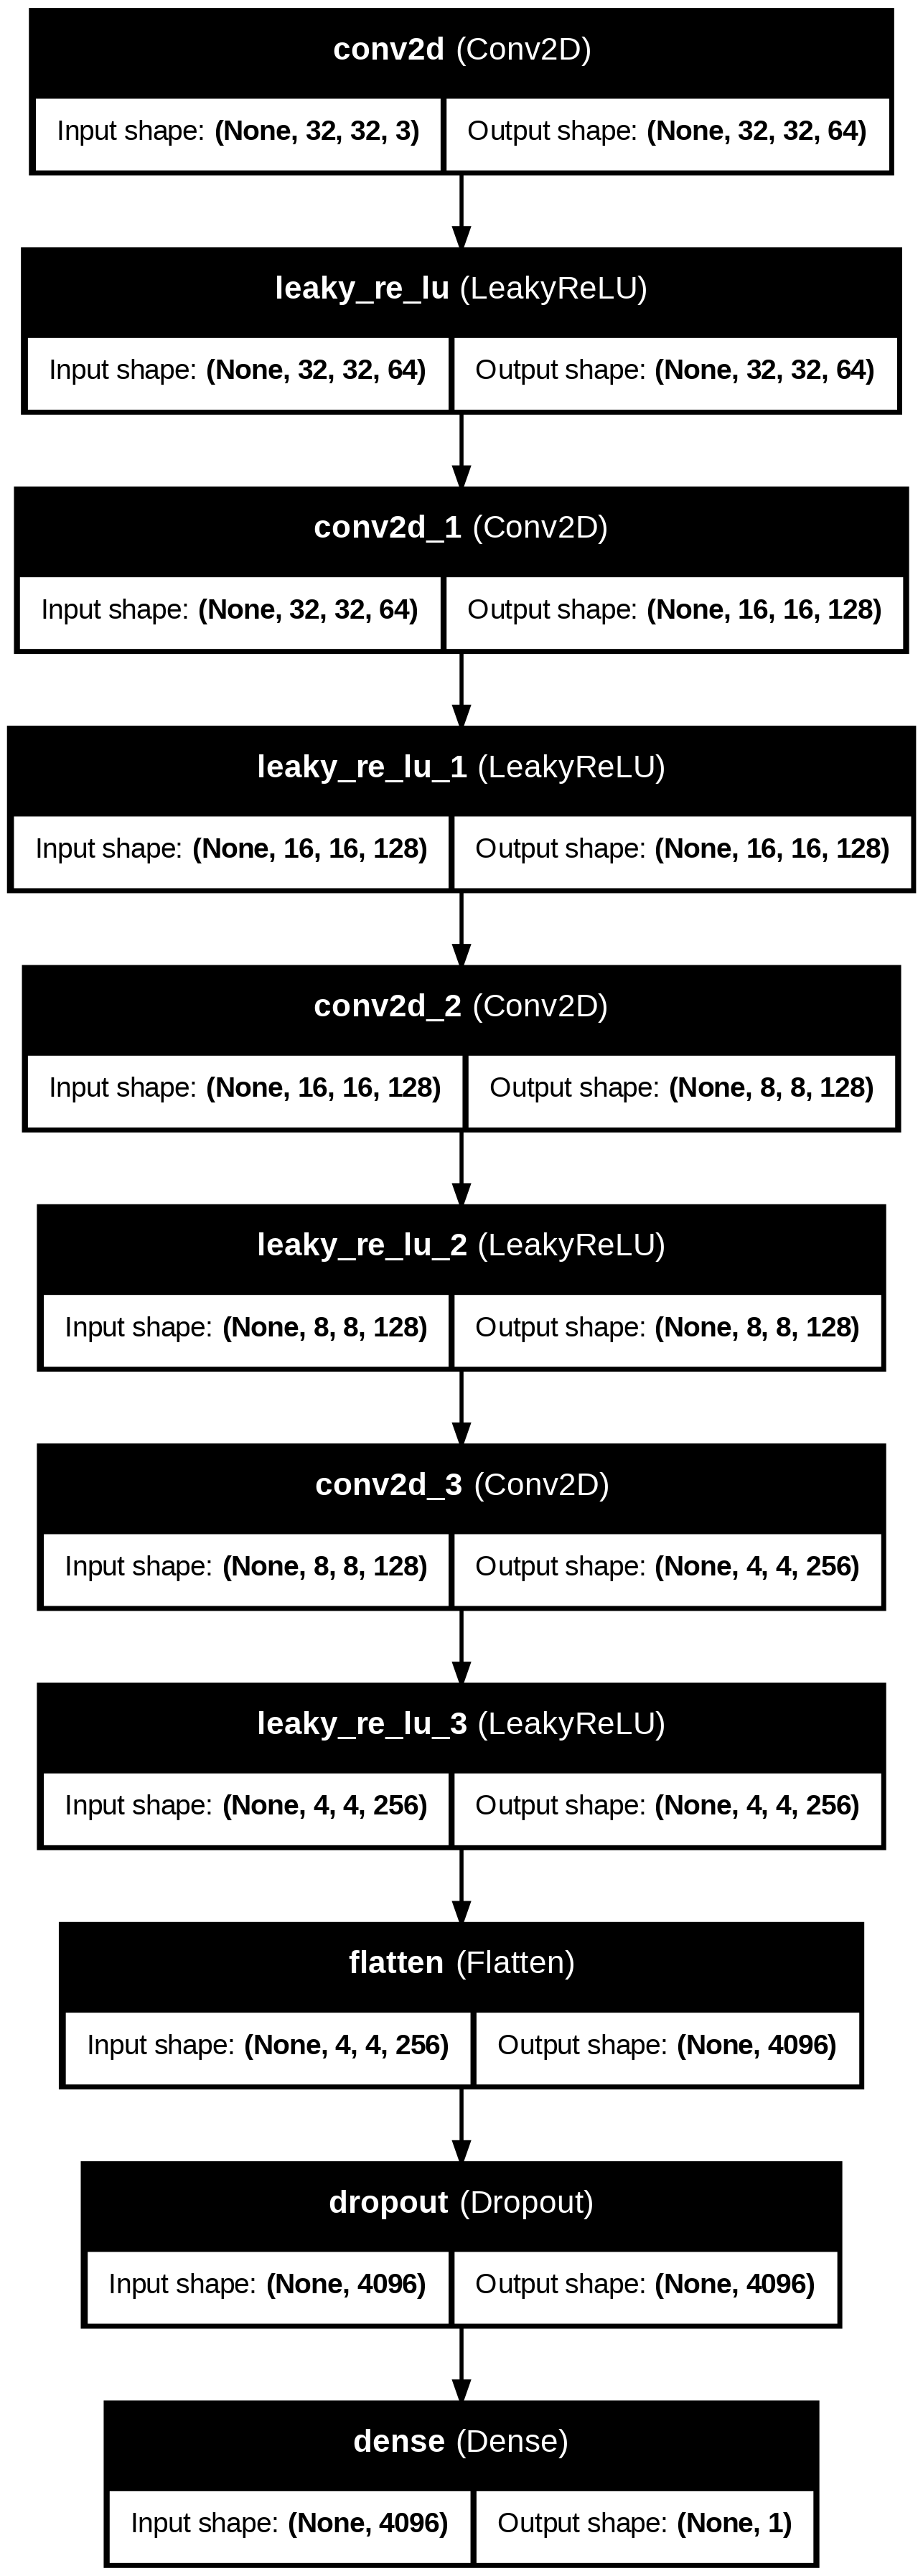 conv2d (Conv2D)
Input shape: (None, 32, 32, 3) Output shape: (None, 32, 32, 64)
leaky_re_lu (LeakyReLU)
Input shape: (None, 32, 32, 64) Output shape: (None, 32, 32, 64)
conv2d_1 (Conv2D)
Input shape: (None, 32, 32, 64) Output shape: (None, 16, 16, 128)
leaky_re_lu_1 (LeakyReLU)
Input shape: (None, 16, 16, 128) Output shape: (None, 16, 16, 128)
conv2d_2 (Conv2D)
Input shape: (None, 16, 16, 128) Output shape: (None, 8, 8, 128)
leaky_re_lu_2 (LeakyReLU)
Input shape: (None, 8, 8, 128) Output shape: (None, 8, 8, 128)
conv2d_3 (Conv2D)
Input shape: (None, 8, 8, 128) Output shape: (None, 4, 4, 256)
leaky_re_lu_3 (LeakyReLU)
Input shape: (None, 4, 4, 256) Output shape: (None, 4, 4, 256)
flatten (Flatten)
Input shape: (None, 4, 4, 256) Output shape: (None, 4096)
dropout (Dropout)
Input shape: (None, 4096) Output shape: (None, 4096)
dense (Dense)
Input shape: (None, 4096) Output shape: (None, 1)